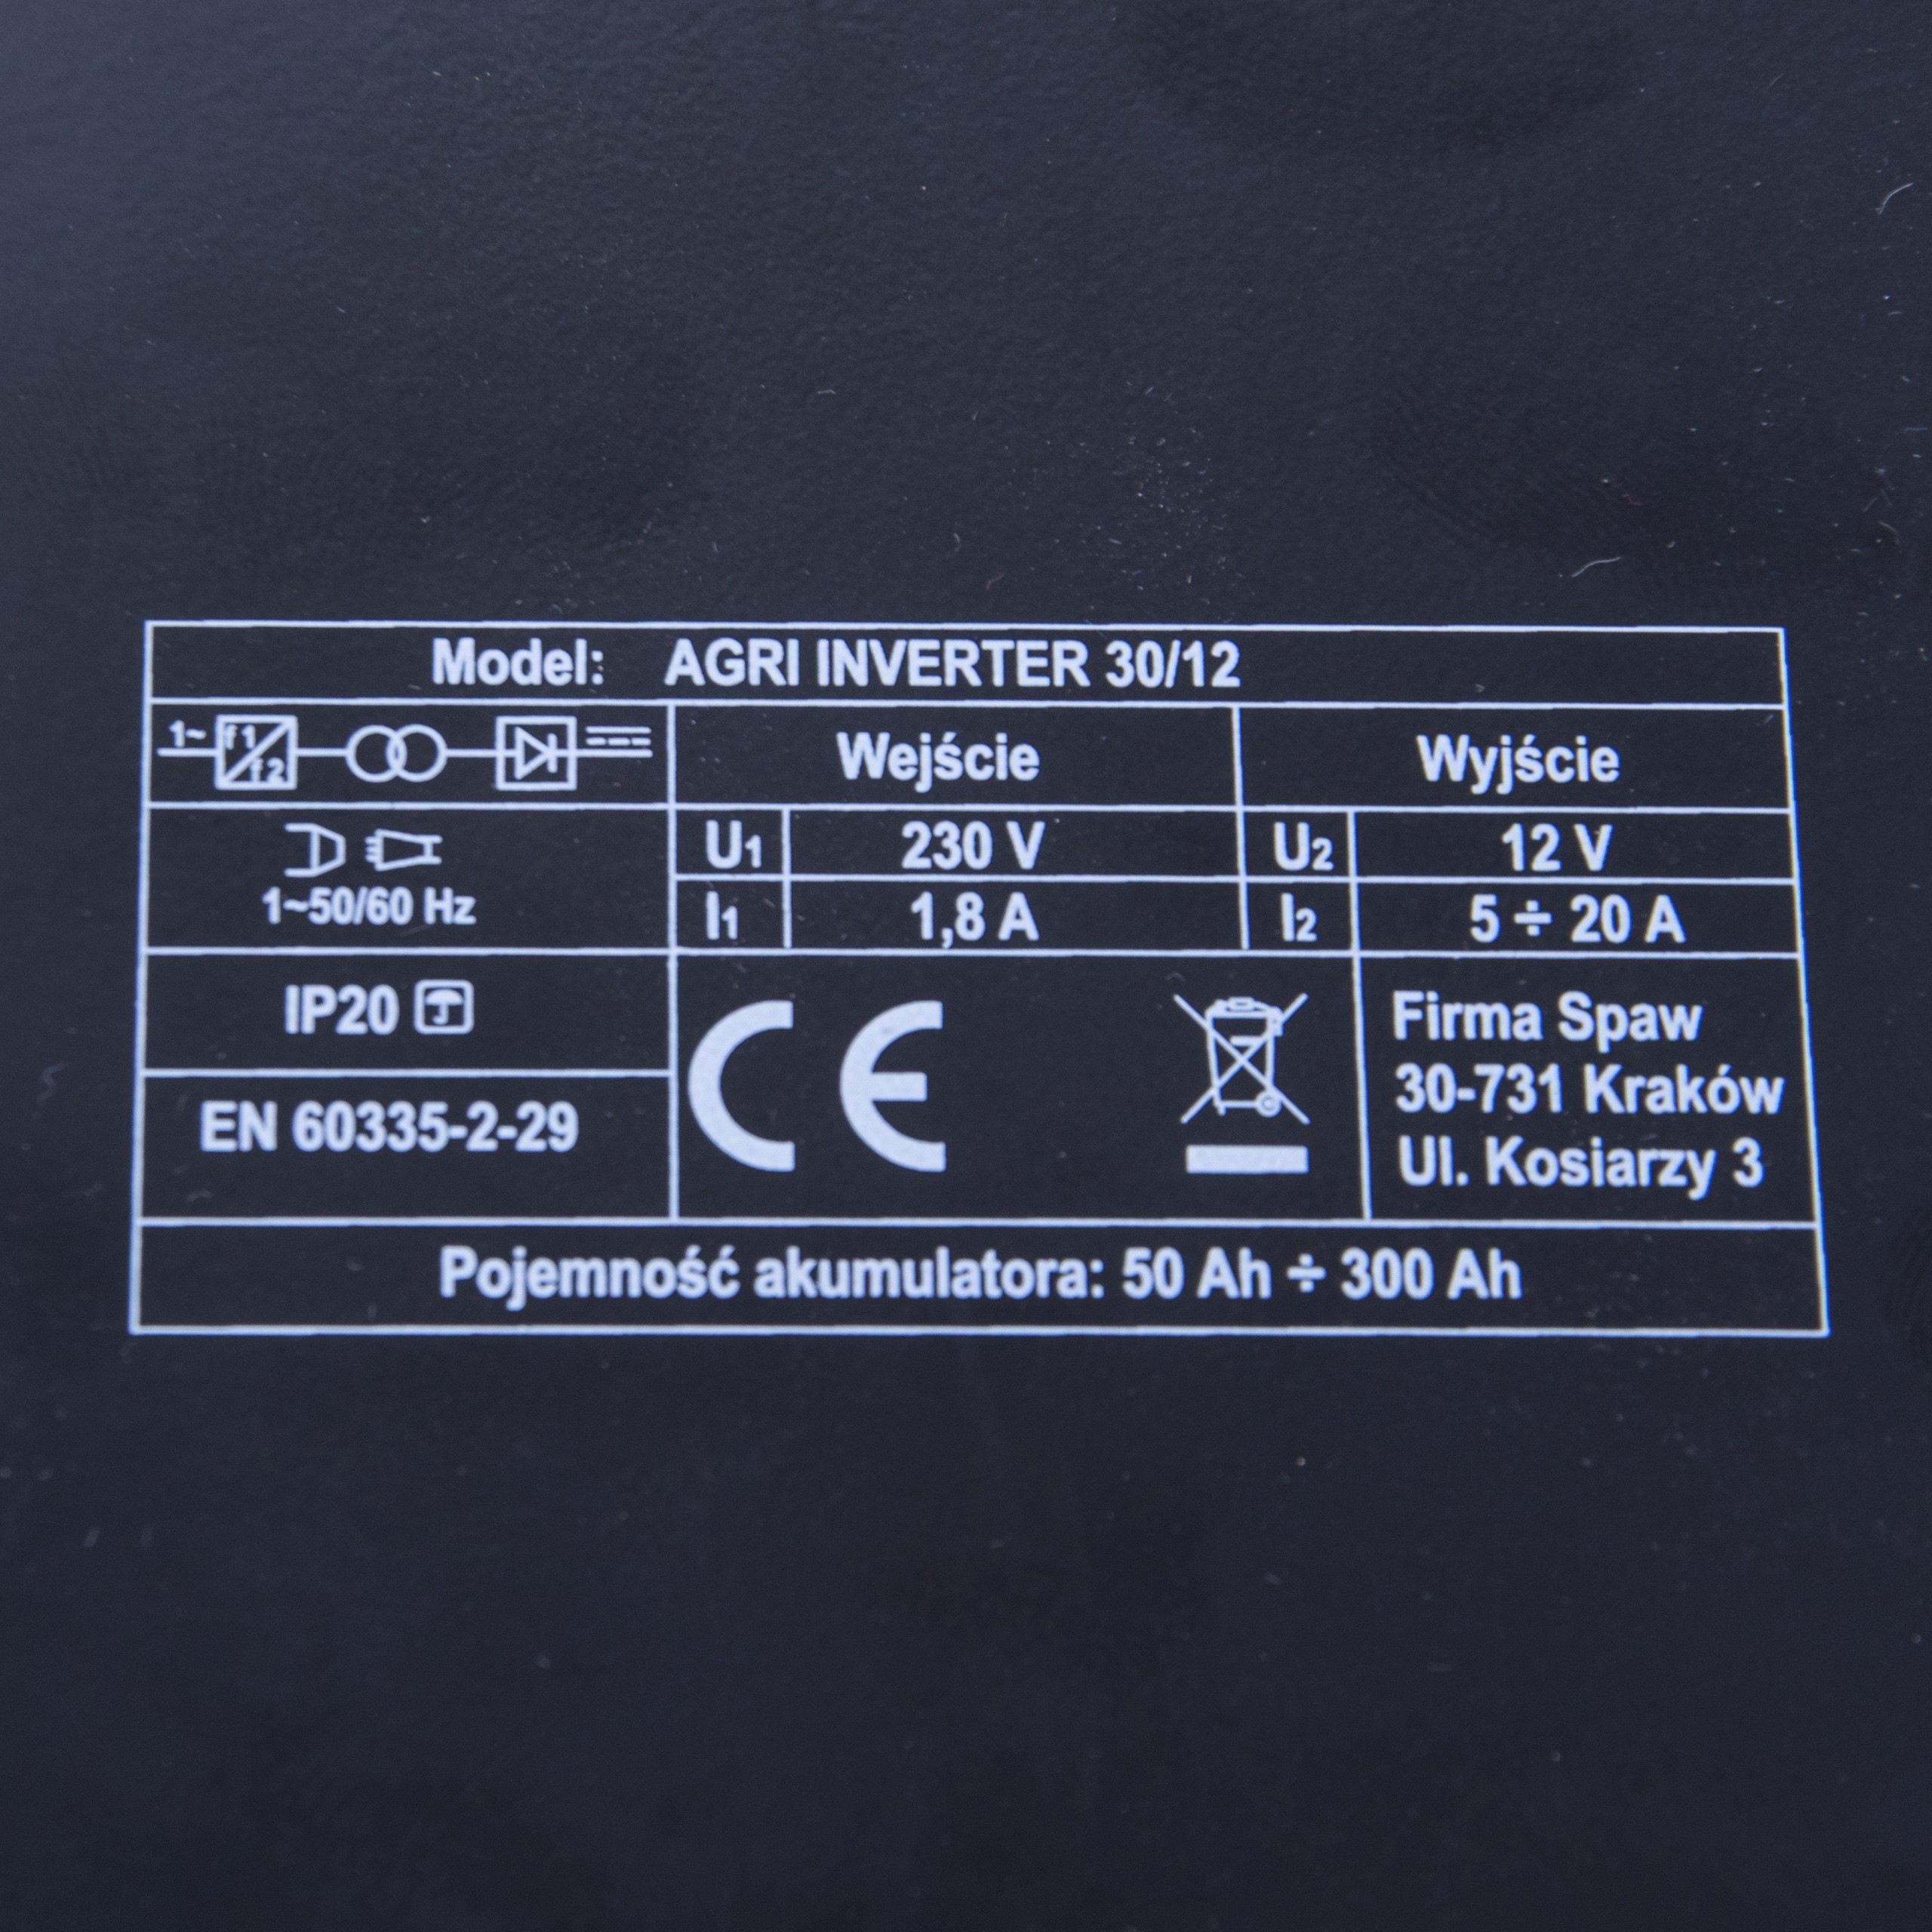 Model: AGRI INVERTER 30/12
1~ f1 f2 Wejście Wyjście
U1 230 V U2 12 V
1~50/60 Hz I1 1,8 A I2 5 ÷ 20 A
IP20
EN 60335-2-29
CE
Firma Spaw
30-731 Kraków
Ul. Kosiarzy 3
Pojemność akumulatora: 50 Ah ÷ 300 Ah